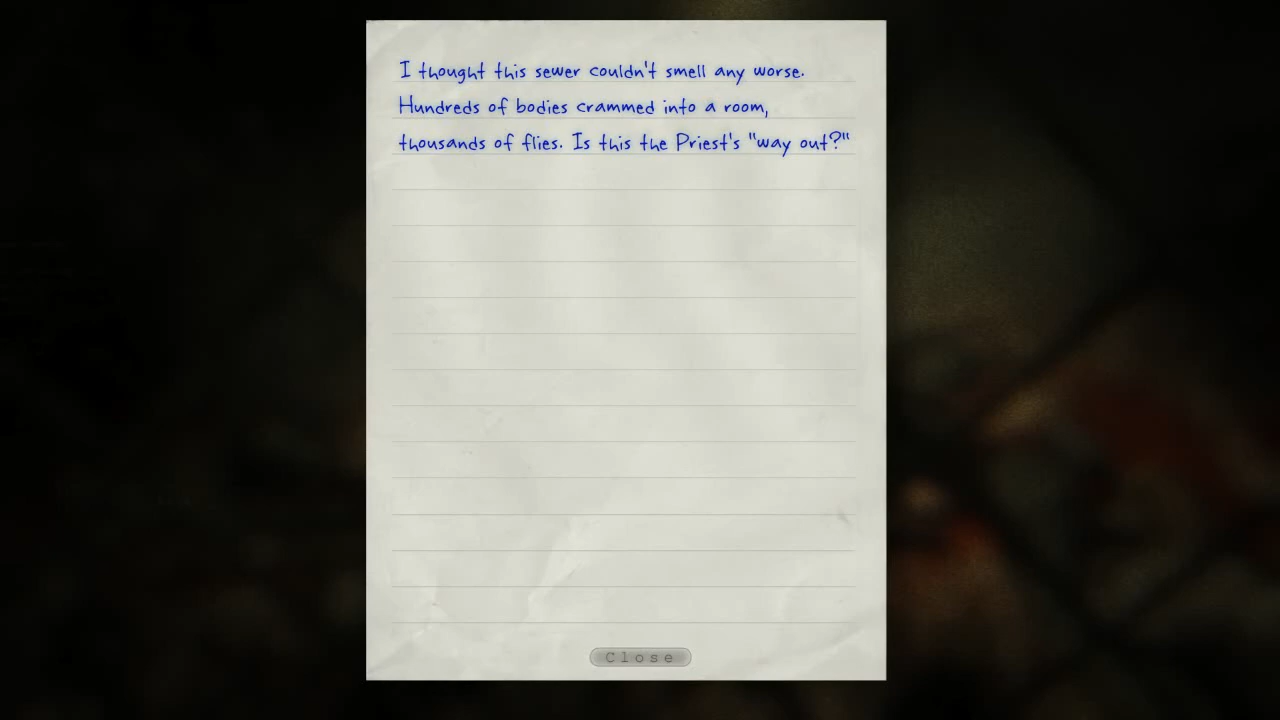 I thought this sewer couldn't smell any worse.
Hundreds of bodies crammed into a room,
thousands of flies. Is this the Priest's "way out?"
Close